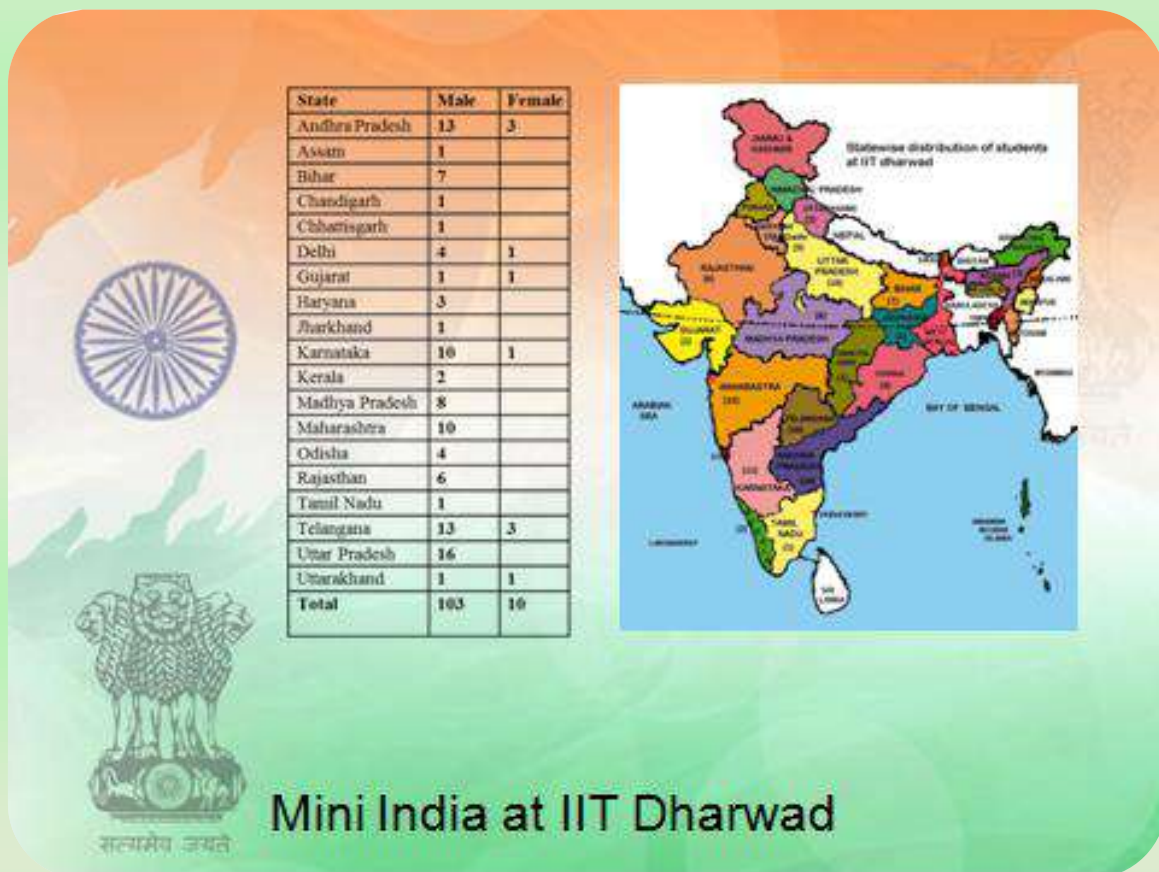 State Male Female
Andhra Pradesh 13 3
Assam 1
Bihar 7
Chandigarh 1
Chhattisgarh 1
Delhi 4 1
Gujarat 1 1
Haryana 3
Jharkhand 1
Karnataka 10 1
Kerala 2
Madhya Pradesh 8
Maharashtra 10
Odisha 4
Rajasthan 6
Tamil Nadu 1
Telangana 13 3
Uttar Pradesh 16
Uttarakhand 1 1
Total 103 10
Statewise distribution of students
at IIT dharwad
JAMMU &
KASHMIR
PRADESH
NEPAL
RAJASTHAN
UTTAR
PRADESH
BIHAR
GUJARAT
MADHYA PRADESH
ARABIAN
SEA
BAY OF BENGAL
KARNATAKA
TAMIL
NADU
SRI
LANKA
सत्यमेव जयते
Mini India at IIT Dharwad